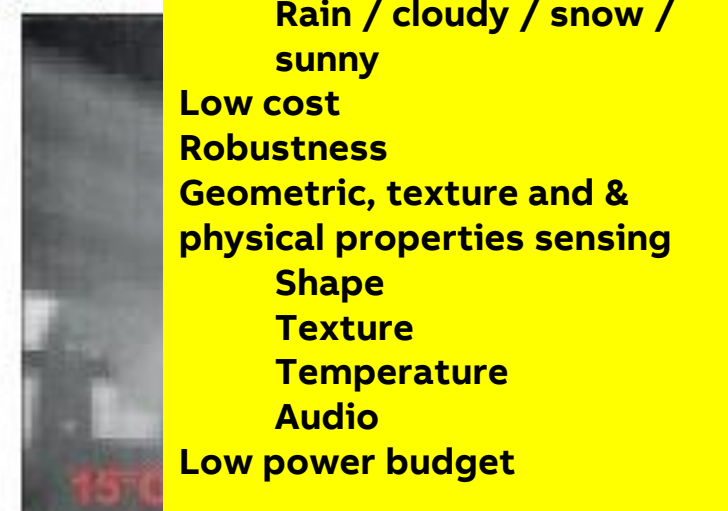 Rain / cloudy / snow /
sunny
Low cost
Robustness
Geometric, texture and &
physical properties sensing
Shape
Texture
Temperature
Audio
Low power budget
15°C